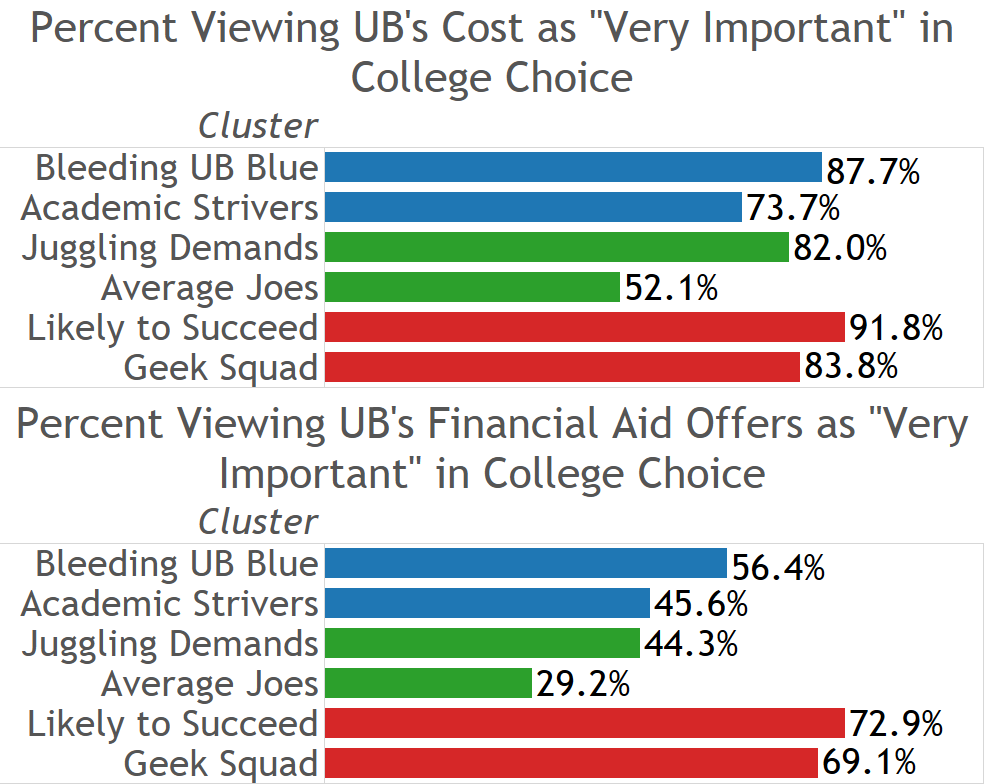 Percent Viewing UB's Cost as "Very Important" in
College Choice
Cluster
Bleeding UB Blue 87.7%
Academic Strivers 73.7%
Juggling Demands 82.0%
Average Joes 52.1%
Likely to Succeed 91.8%
Geek Squad 83.8%
Percent Viewing UB's Financial Aid Offers as "Very
Important" in College Choice
Cluster
Bleeding UB Blue 56.4%
Academic Strivers 45.6%
Juggling Demands 44.3%
Average Joes 29.2%
Likely to Succeed 72.9%
Geek Squad 69.1%